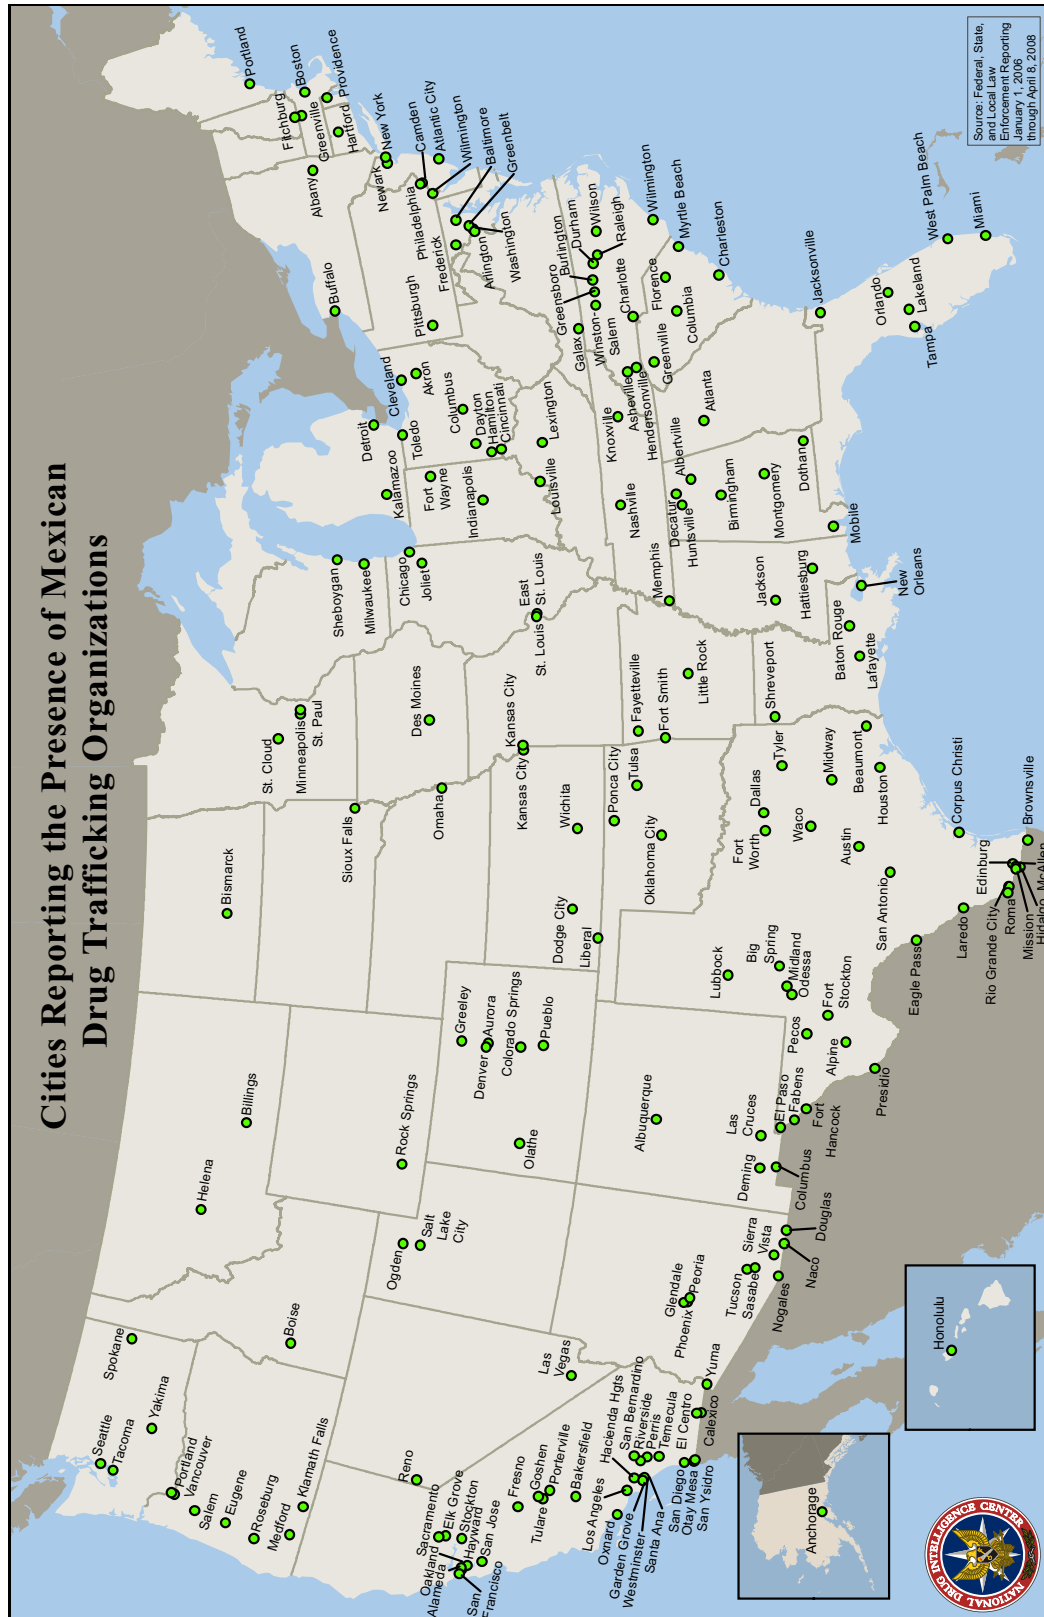 Cities Reporting the Presence of Mexican
Drug Trafficking Organizations
Seattle
Tacoma
Spokane
Yakima
Portland
Vancouver
Salem
Eugene
Roseburg
Medford
Klamath Falls
Boise
Helena
Billings
Bismarck
St. Cloud
Minneapolis
St. Paul
Sioux Falls
Sheboygan
Milwaukee
Kalamazoo
Detroit
Buffalo
Albany
Fitchburg
Greenville
Portland
Boston
Providence
Hartford
New York
Newark
Camden
Philadelphia
Atlantic City
Wilmington
Baltimore
Greenbelt
Frederick
Arlington
Washington
Pittsburgh
Cleveland
Akron
Toledo
Columbus
Dayton
Hamilton
Cincinnati
Fort
Wayne
Indianapolis
Chicago
Joliet
Des Moines
Omaha
Rock Springs
Ogden
Salt
Lake
City
Reno
Sacramento
Elk Grove
Stockton
Oakland
Hayward
Alameda
San
Francisco
San Jose
Fresno
Goshen
Tulare
Porterville
Bakersfield
Las
Vegas
Greeley
Aurora
Denver
Colorado Springs
Pueblo
Olathe
Kansas City
Kansas City
East
St. Louis
St. Louis
Louisville
Lexington
Dodge City
Liberal
Wichita
Ponca City
Tulsa
Oklahoma City
Fayetteville
Fort Smith
Little Rock
Memphis
Nashville
Knoxville
Galax
Greensboro
Burlington
Durham
Wilson
Raleigh
Winston-
Salem
Charlotte
Asheville
Hendersonville
Greenville
Florence
Columbia
Wilmington
Myrtle Beach
Charleston
Atlanta
Albertville
Decatur
Huntsville
Birmingham
Montgomery
Dothan
Mobile
Jackson
Hattiesburg
New
Orleans
Baton Rouge
Lafayette
Shreveport
Jacksonville
Orlando
Lakeland
Tampa
West Palm Beach
Miami
Los Angeles
Oxnard
Hacienda Hgts
San Bernardino
Riverside
Perris
Temecula
Garden Grove
Westminster
Santa Ana
San Diego
Otay Mesa
San Ysidro
El Centro
Calexico
Yuma
Glendale
Peoria
Phoenix
Tucson
Sasabe
Sierra
Vista
Nogales
Naco
Douglas
Albuquerque
Las
Cruces
Deming
Columbus
El Paso
Fabens
Fort
Hancock
Lubbock
Big
Spring
Midland
Odessa
Pecos
Fort
Stockton
Alpine
Presidio
Fort
Worth
Dallas
Tyler
Waco
Midway
Beaumont
Houston
Austin
San Antonio
Eagle Pass
Laredo
Corpus Christi
Rio Grande City
Roma
Edinburg
Mission
Hidalgo
McAllen
Brownsville
Anchorage
Honolulu
NATIONAL DRUG INTELLIGENCE CENTER
Source: Federal, State,
and Local Law
Enforcement Reporting
January 1, 2006
through April 8, 2008